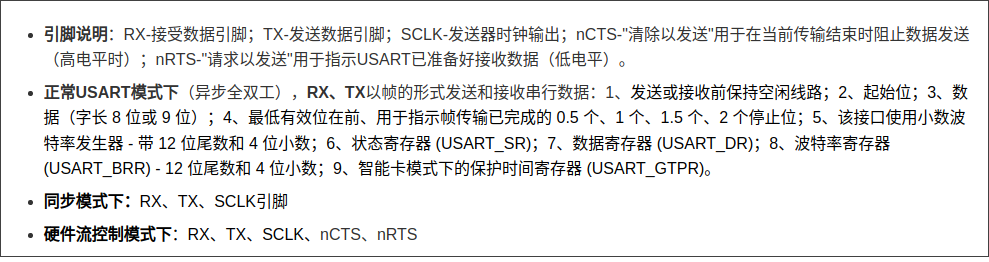 • 引脚说明：RX-接受数据引脚；TX-发送数据引脚；SCLK-发送器时钟输出；nCTS-"清除以发送"用于在当前传输结束时阻止数据发送
（高电平时）；nRTS-"请求以发送"用于指示USART已准备好接收数据（低电平）。
• 正常USART模式下（异步全双工），RX、TX以帧的形式发送和接收串行数据：1、发送或接收前保持空闲线路；2、起始位；3、数
据（字长 8 位或 9 位）；4、最低有效位在前、用于指示帧传输已完成的 0.5 个、1 个、1.5 个、2 个停止位；5、该接口使用小数波
特率发生器 - 带 12 位尾数和 4 位小数；6、状态寄存器 (USART_SR)；7、数据寄存器 (USART_DR)；8、波特率寄存器
(USART_BRR) - 12 位尾数和 4 位小数；9、智能卡模式下的保护时间寄存器 (USART_GTPR)。
• 同步模式下：RX、TX、SCLK引脚
• 硬件流控制模式下：RX、TX、SCLK、nCTS、nRTS